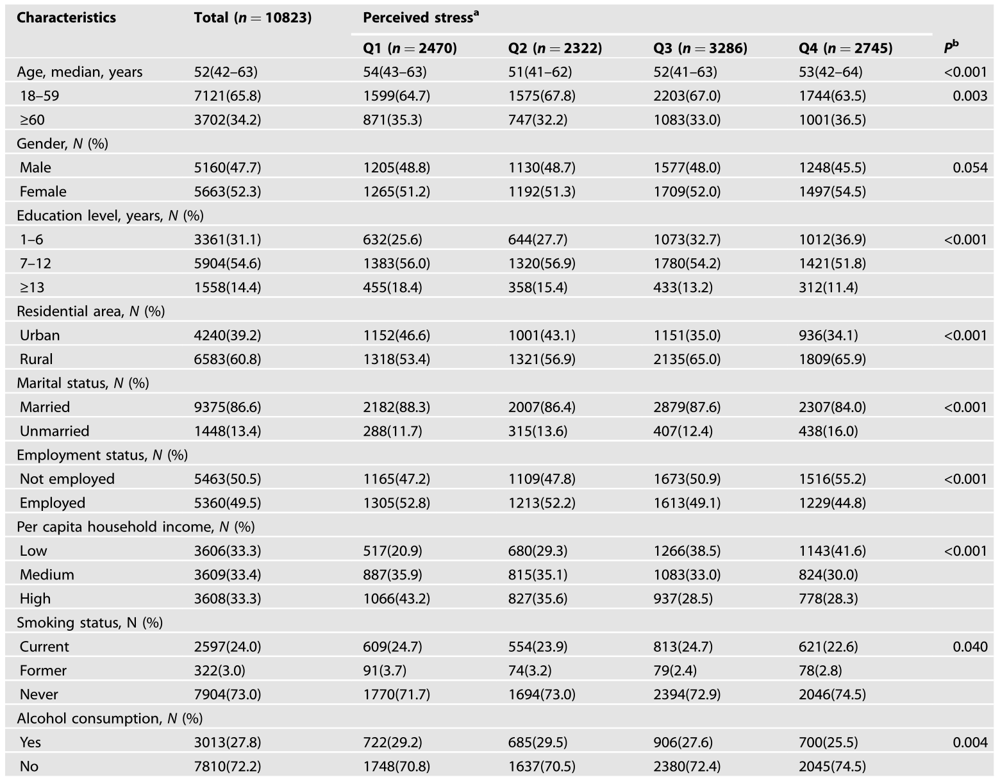 Characteristics Total (n = 10823) Perceived stressᵃ
Q1 (n = 2470) Q2 (n = 2322) Q3 (n = 3286) Q4 (n = 2745) Pᵇ
Age, median, years 52(42–63) 54(43–63) 51(41–62) 52(41–63) 53(42–64) <0.001
18–59 7121(65.8) 1599(64.7) 1575(67.8) 2203(67.0) 1744(63.5) 0.003
≥60 3702(34.2) 871(35.3) 747(32.2) 1083(33.0) 1001(36.5)
Gender, N (%)
Male 5160(47.7) 1205(48.8) 1130(48.7) 1577(48.0) 1248(45.5) 0.054
Female 5663(52.3) 1265(51.2) 1192(51.3) 1709(52.0) 1497(54.5)
Education level, years, N (%)
1–6 3361(31.1) 632(25.6) 644(27.7) 1073(32.7) 1012(36.9) <0.001
7–12 5904(54.6) 1383(56.0) 1320(56.9) 1780(54.2) 1421(51.8)
≥13 1558(14.4) 455(18.4) 358(15.4) 433(13.2) 312(11.4)
Residential area, N (%)
Urban 4240(39.2) 1152(46.6) 1001(43.1) 1151(35.0) 936(34.1) <0.001
Rural 6583(60.8) 1318(53.4) 1321(56.9) 2135(65.0) 1809(65.9)
Marital status, N (%)
Married 9375(86.6) 2182(88.3) 2007(86.4) 2879(87.6) 2307(84.0) <0.001
Unmarried 1448(13.4) 288(11.7) 315(13.6) 407(12.4) 438(16.0)
Employment status, N (%)
Not employed 5463(50.5) 1165(47.2) 1109(47.8) 1673(50.9) 1516(55.2) <0.001
Employed 5360(49.5) 1305(52.8) 1213(52.2) 1613(49.1) 1229(44.8)
Per capita household income, N (%)
Low 3606(33.3) 517(20.9) 680(29.3) 1266(38.5) 1143(41.6) <0.001
Medium 3609(33.4) 887(35.9) 815(35.1) 1083(33.0) 824(30.0)
High 3608(33.3) 1066(43.2) 827(35.6) 937(28.5) 778(28.3)
Smoking status, N (%)
Current 2597(24.0) 609(24.7) 554(23.9) 813(24.7) 621(22.6) 0.040
Former 322(3.0) 91(3.7) 74(3.2) 79(2.4) 78(2.8)
Never 7904(73.0) 1770(71.7) 1694(73.0) 2394(72.9) 2046(74.5)
Alcohol consumption, N (%)
Yes 3013(27.8) 722(29.2) 685(29.5) 906(27.6) 700(25.5) 0.004
No 7810(72.2) 1748(70.8) 1637(70.5) 2380(72.4) 2045(74.5)